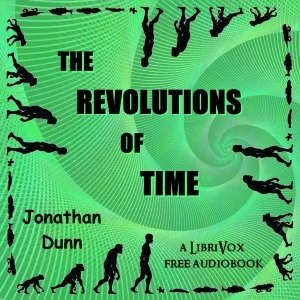 THE
REVOLUTIONS
OF
TIME
Jonathan
Dunn
A LIBRIVOX
FREE AUDIOBOOK